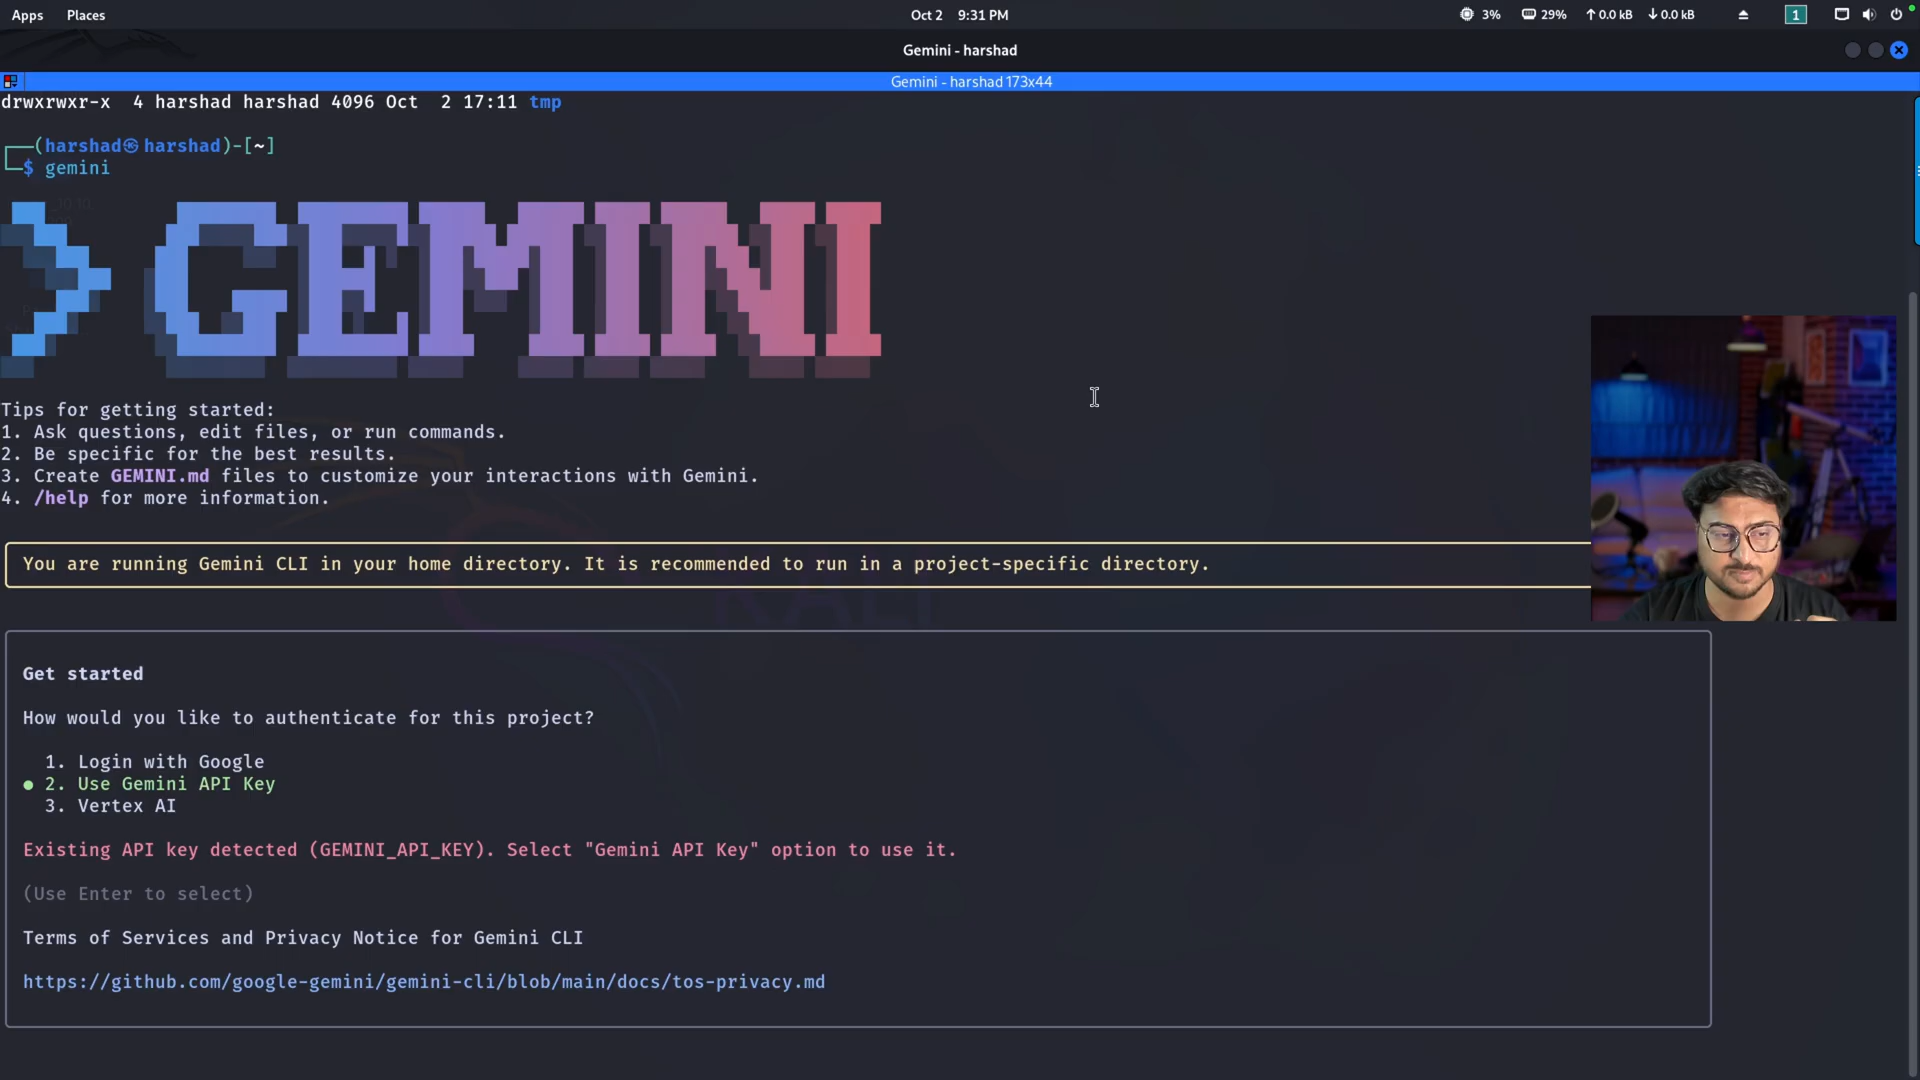 Apps Places Oct 2 9:31 PM 3% 29% ↑0.0 kB ↓0.0 kB 1
Gemini - harshad
Gemini - harshad 173x44
drwxrwxr-x 4 harshad harshad 4096 Oct 2 17:11 tmp
┌──(harshad㉿harshad)-[~]
└─$ gemini
> GEMINI
Tips for getting started:
1. Ask questions, edit files, or run commands.
2. Be specific for the best results.
3. Create GEMINI.md files to customize your interactions with Gemini.
4. /help for more information.
You are running Gemini CLI in your home directory. It is recommended to run in a project-specific directory.
KALI
Get started
How would you like to authenticate for this project?
1. Login with Google
● 2. Use Gemini API Key
3. Vertex AI
Existing API key detected (GEMINI_API_KEY). Select "Gemini API Key" option to use it.
(Use Enter to select)
Terms of Services and Privacy Notice for Gemini CLI
https://github.com/google-gemini/gemini-cli/blob/main/docs/tos-privacy.md